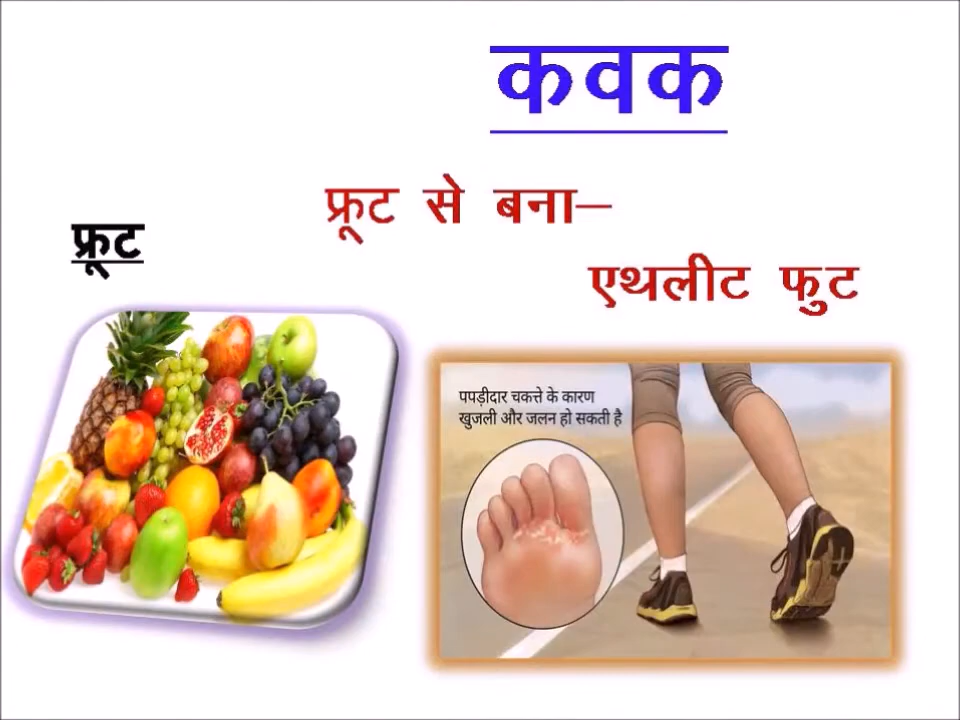 कवक
फ्रूट से बना–
फ्रूट
एथलीट फुट
पपड़ीदार चकत्ते के कारण
खुजली और जलन हो सकती है